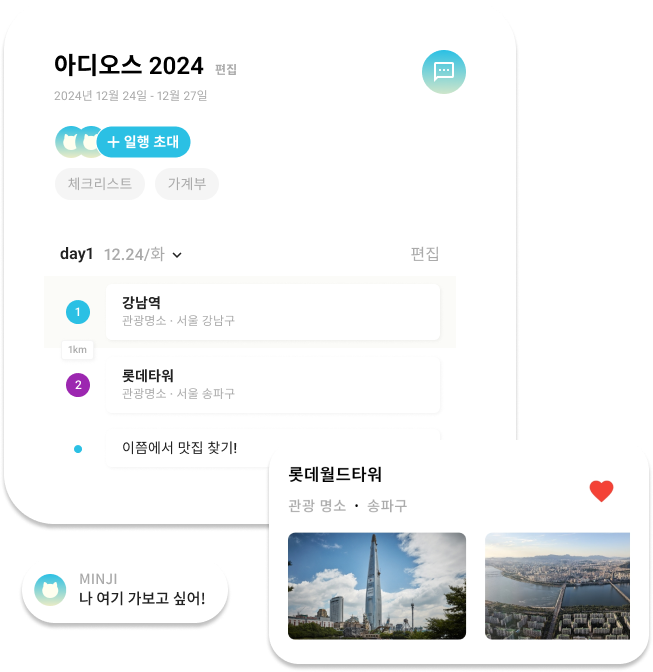 아디오스 2024 편집
2024년 12월 24일 - 12월 27일
+ 일행 초대
체크리스트 가계부
day1 12.24/화 편집
1 강남역
관광명소 · 서울 강남구
1km
2 롯데타워
관광명소 · 서울 송파구
이쯤에서 맛집 찾기!
롯데월드타워
관광 명소 · 송파구
MINJI
나 여기 가보고 싶어!